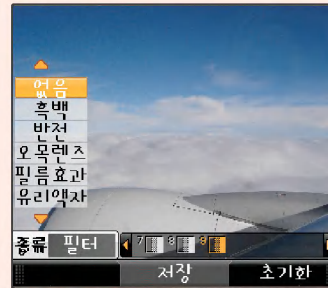 없음
흑백
반전
오목렌즈
필름효과
유리액자
종류 필터 7 8 9
저장 초기화